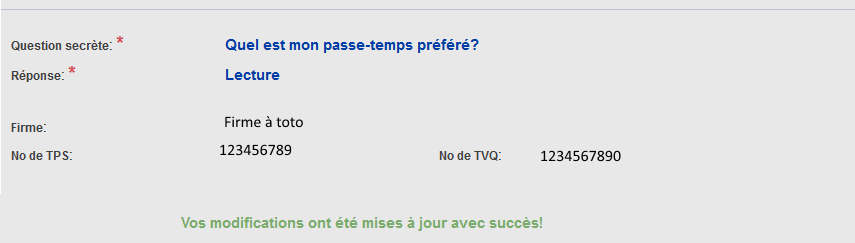 Question secrète: * Quel est mon passe-temps préféré?
Réponse: * Lecture
Firme: Firme à toto
No de TPS: 123456789 No de TVQ: 1234567890
Vos modifications ont été mises à jour avec succès!